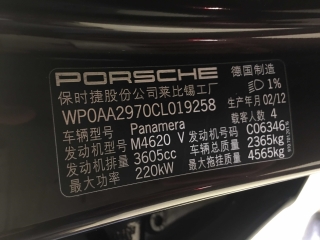 PORSCHE 德国制造
保时捷股份公司莱比锡工厂 1%
WP0AA2970CL019258 生产年月 02/12
车辆型号 Panamera 载客人数 4
发动机型号 M4620 V 发动机号码 C06346
发动机排量 3605cc 车辆总质量 2365kg
最大功率 220kW 最大总拖挂 4565kg